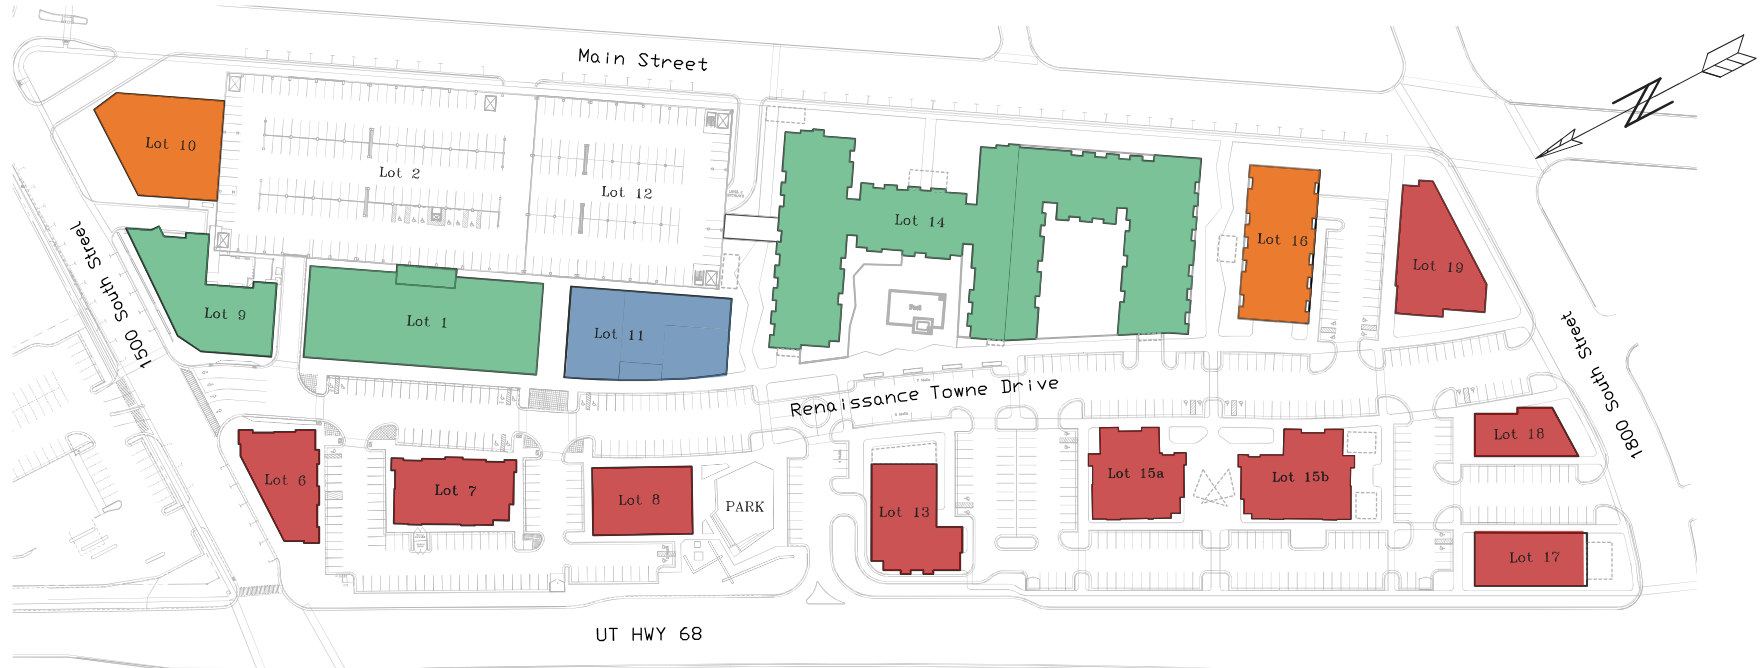 Main Street
N
Lot 10
Lot 2
Lot 12
Lot 14
Lot 16
Lot 19
1500 South Street
Lot 9
Lot 1
Lot 11
1800 South Street
Renaissance Towne Drive
Lot 6
Lot 7
Lot 8
PARK
Lot 13
Lot 15a
Lot 15b
Lot 18
Lot 17
UT HWY 68